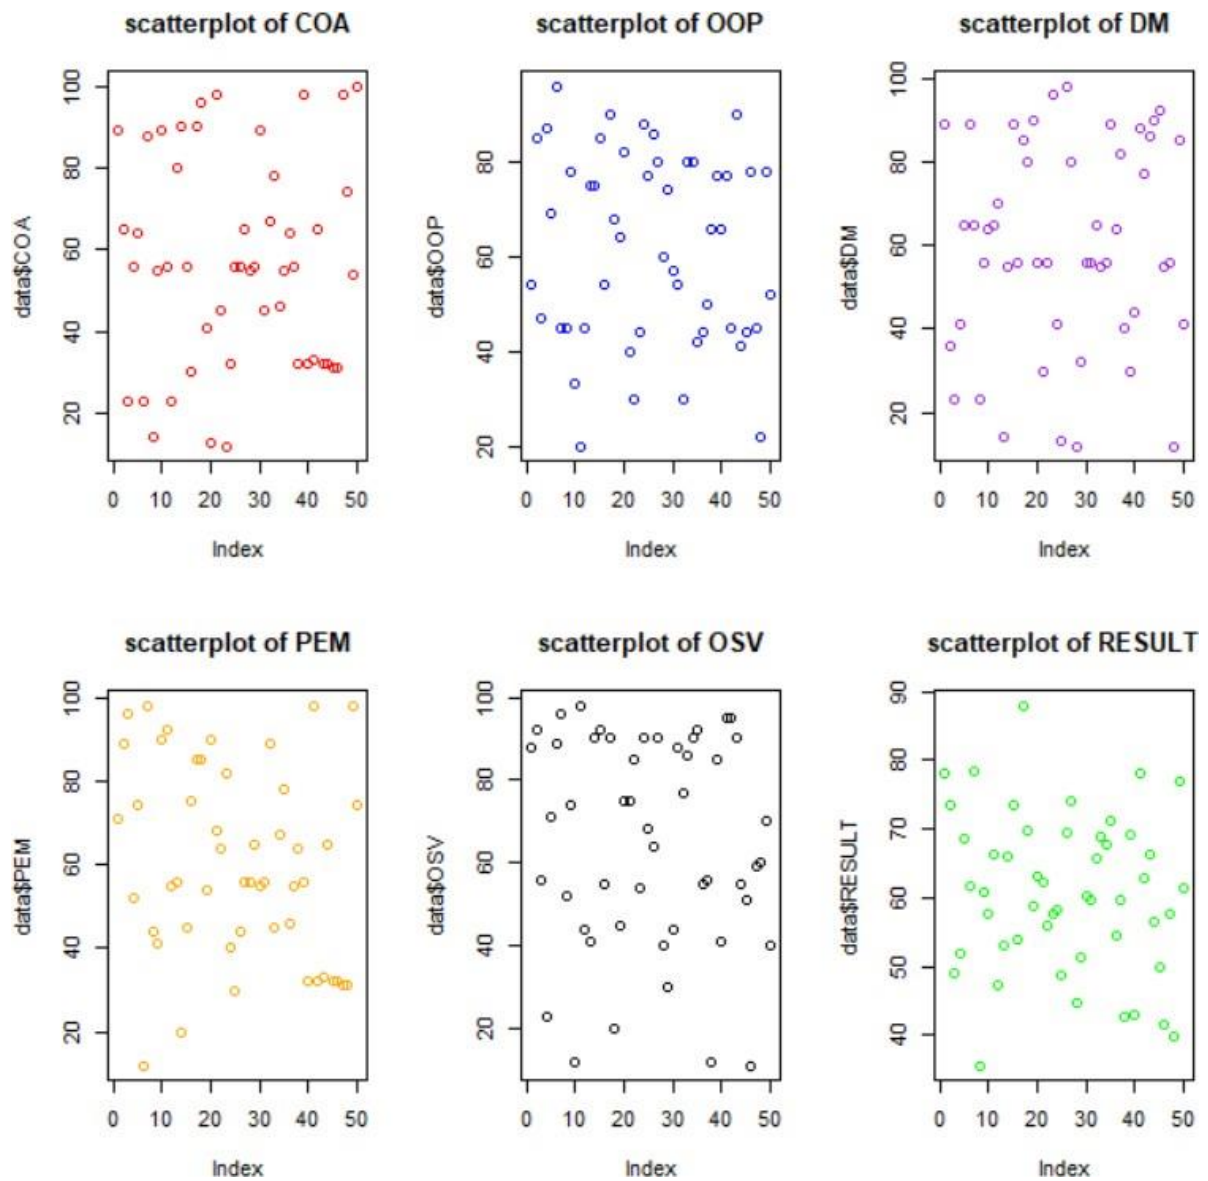 scatterplot of COA
data$COA
20 40 60 80 100
0 10 20 30 40 50
Index
scatterplot of OOP
data$OOP
20 40 60 80
0 10 20 30 40 50
Index
scatterplot of DM
data$DM
20 40 60 80 100
0 10 20 30 40 50
Index
scatterplot of PEM
data$PEM
20 40 60 80 100
0 10 20 30 40 50
Index
scatterplot of OSV
data$OSV
20 40 60 80 100
0 10 20 30 40 50
Index
scatterplot of RESULT
data$RESULT
40 50 60 70 80 90
0 10 20 30 40 50
Index